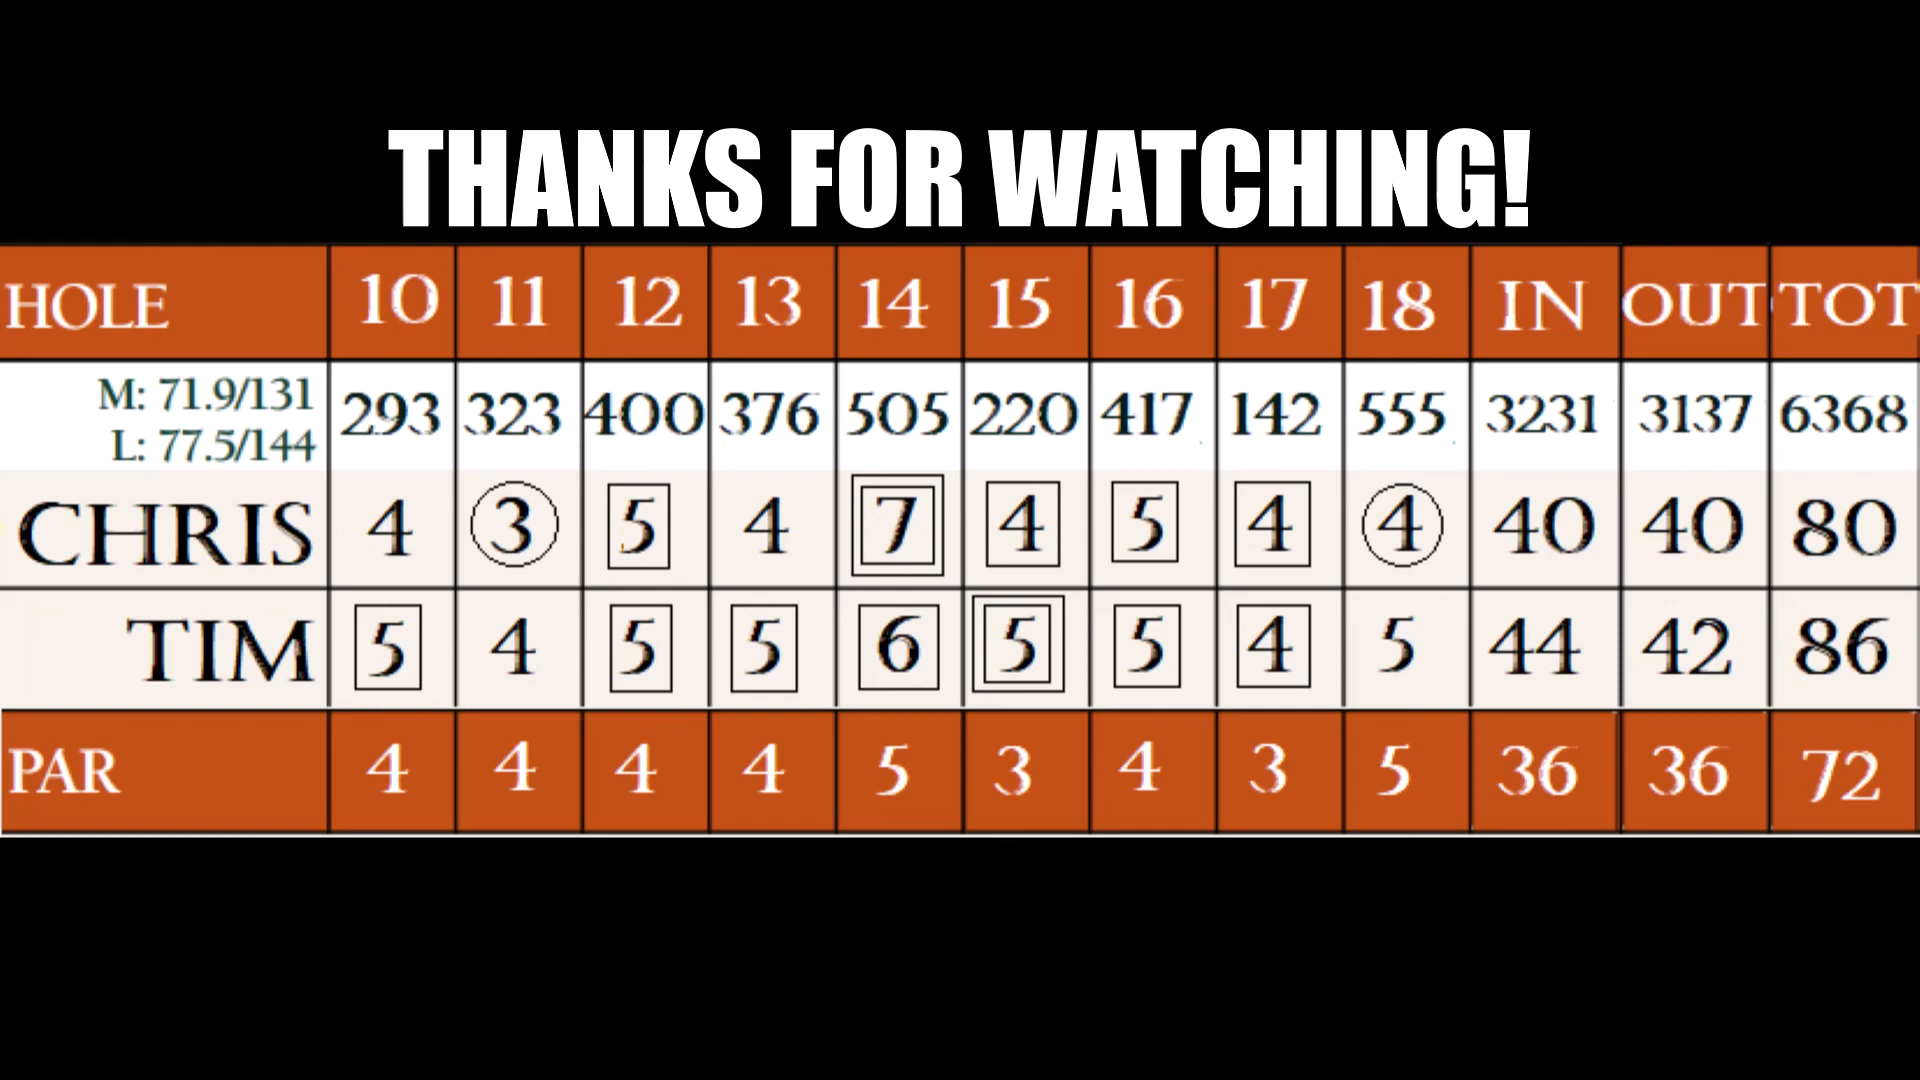 THANKS FOR WATCHING!
HOLE 10 11 12 13 14 15 16 17 18 IN OUT TOT
M: 71.9/131
L: 77.5/144
293 323 400 376 505 220 417 142 555 3231 3137 6368
CHRIS 4 3 5 4 7 4 5 4 4 40 40 80
TIM 5 4 5 5 6 5 5 4 5 44 42 86
PAR 4 4 4 4 5 3 4 3 5 36 36 72